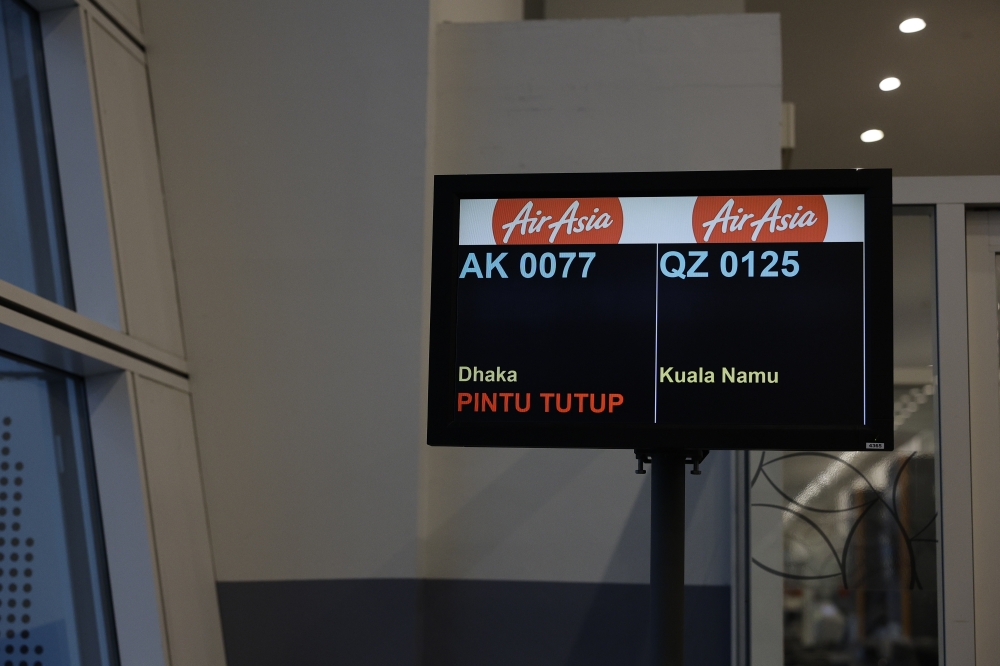 AirAsia AirAsia
AK 0077 QZ 0125
Dhaka Kuala Namu
PINTU TUTUP